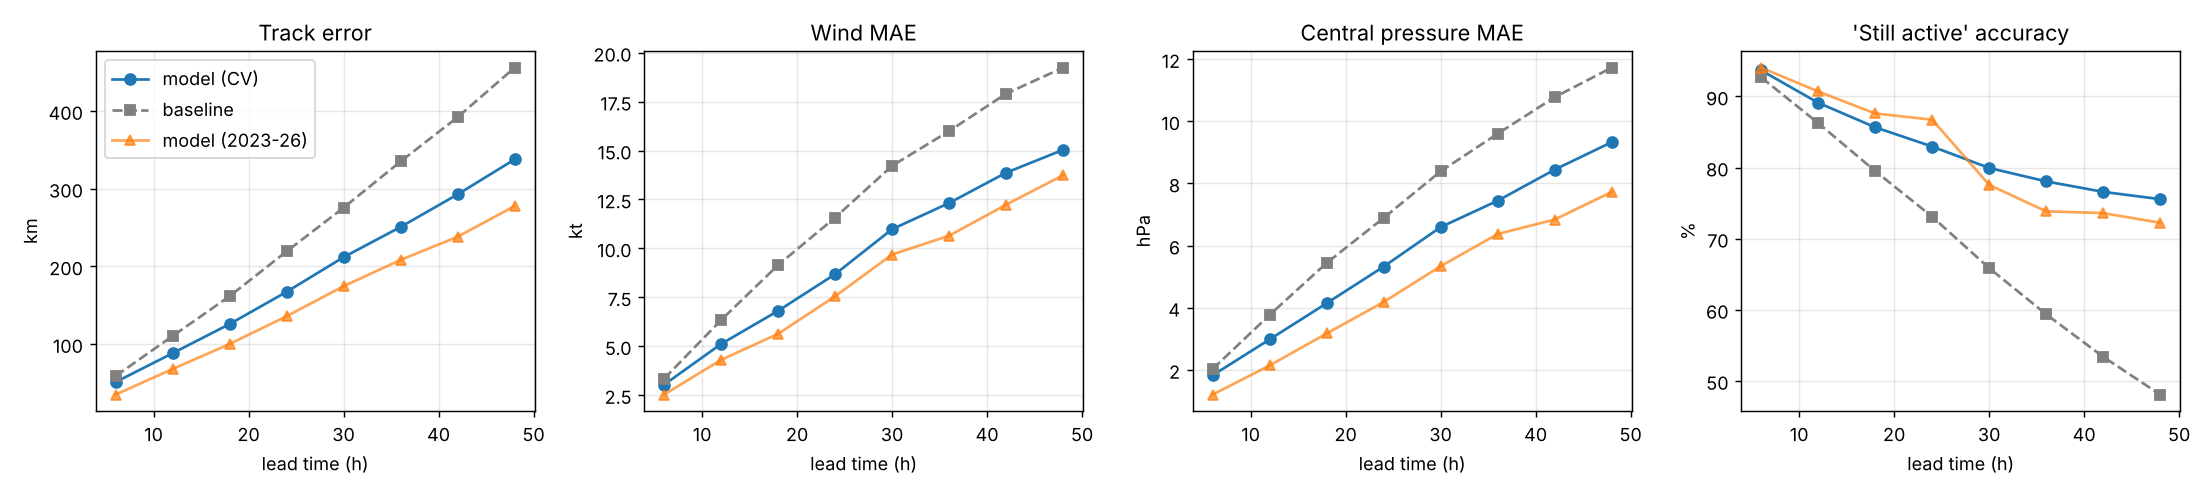 Track error
model (CV)
baseline
model (2023-26)
400
300
200
100
km
10 20 30 40 50
lead time (h)
Wind MAE
20.0
17.5
15.0
12.5
10.0
7.5
5.0
2.5
kt
10 20 30 40 50
lead time (h)
Central pressure MAE
12
10
8
6
4
2
hPa
10 20 30 40 50
lead time (h)
'Still active' accuracy
90
80
70
60
50
%
10 20 30 40 50
lead time (h)